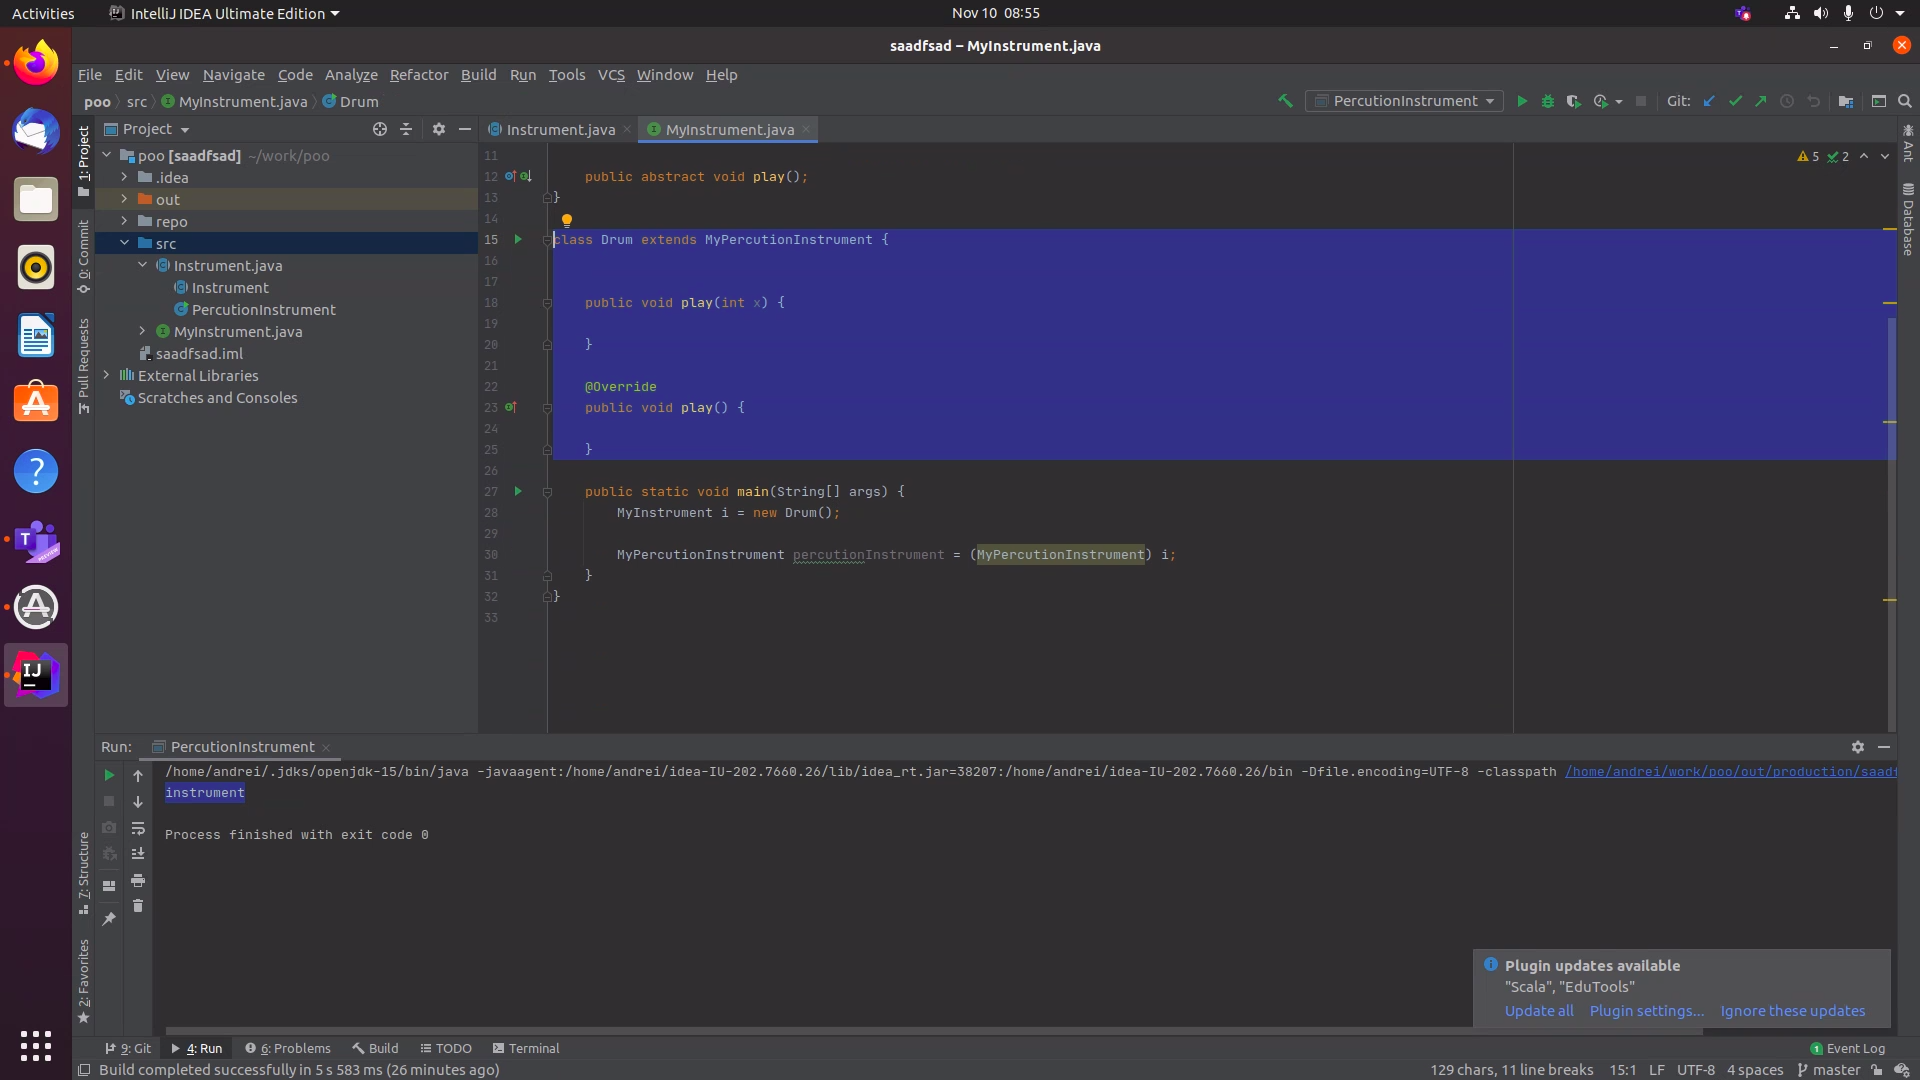 Activities
IntelliJ IDEA Ultimate Edition
Nov 10 08:55
saadfsad – MyInstrument.java
File Edit View Navigate Code Analyze Refactor Build Run Tools VCS Window Help
poo src MyInstrument.java Drum
PercutionInstrument
Git:
Project
Instrument.java
MyInstrument.java
1: Project
0: Commit
Pull Requests
7: Structure
2: Favorites
poo [saadfsad] ~/work/poo
.idea
out
repo
src
Instrument.java
Instrument
PercutionInstrument
MyInstrument.java
saadfsad.iml
External Libraries
Scratches and Consoles
5 2
Ant
Database
11
12 public abstract void play();
13 }
14
15 class Drum extends MyPercutionInstrument {
16
17
18 public void play(int x) {
19
20 }
21
22 @Override
23 public void play() {
24
25 }
26
27 public static void main(String[] args) {
28 MyInstrument i = new Drum();
29
30 MyPercutionInstrument percutionInstrument = (MyPercutionInstrument) i;
31 }
32 }
33
Run: PercutionInstrument
/home/andrei/.jdks/openjdk-15/bin/java -javaagent:/home/andrei/idea-IU-202.7660.26/lib/idea_rt.jar=38207:/home/andrei/idea-IU-202.7660.26/bin -Dfile.encoding=UTF-8 -classpath /home/andrei/work/poo/out/production/saadf
instrument
Process finished with exit code 0
Plugin updates available
"Scala", "EduTools"
Update all Plugin settings... Ignore these updates
9: Git 4: Run 6: Problems Build TODO Terminal
1 Event Log
Build completed successfully in 5 s 583 ms (26 minutes ago)
129 chars, 11 line breaks 15:1 LF UTF-8 4 spaces master